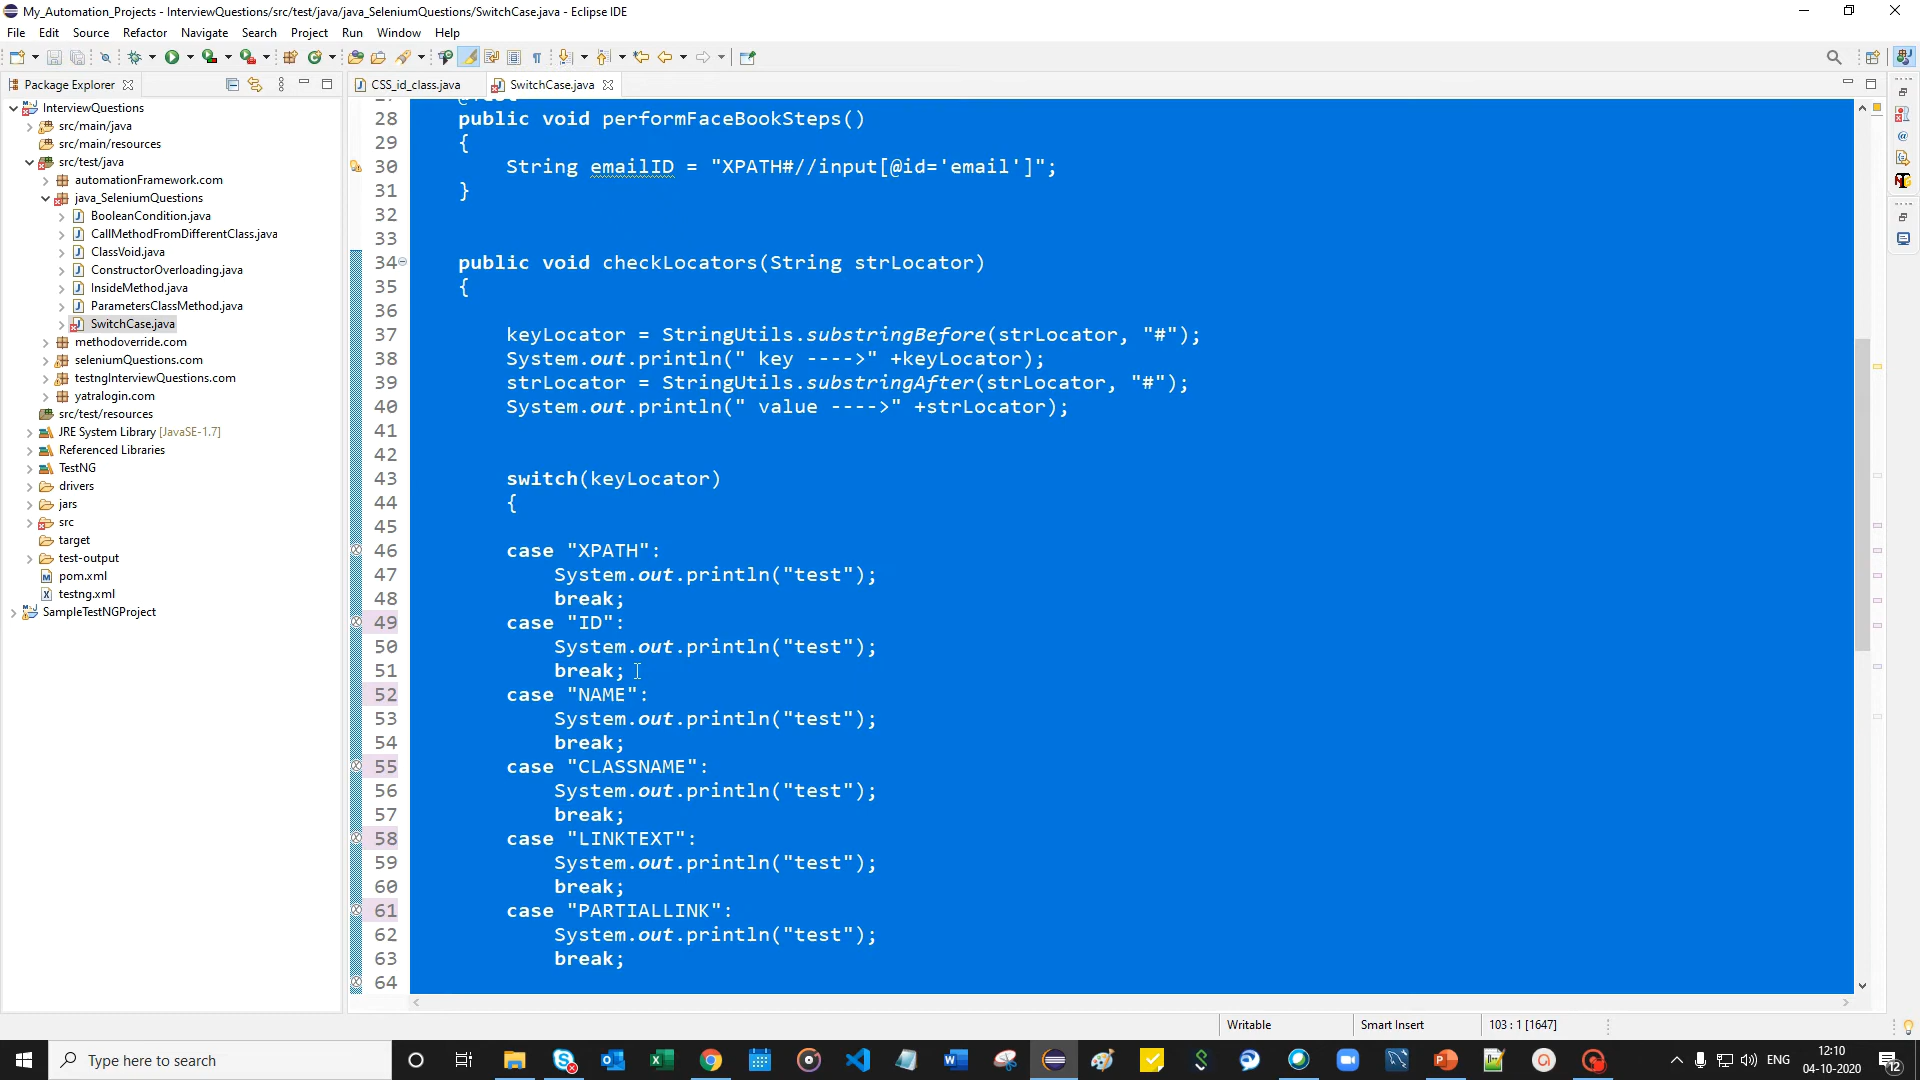 My_Automation_Projects - InterviewQuestions/src/test/java/java_SeleniumQuestions/SwitchCase.java - Eclipse IDE
File Edit Source Refactor Navigate Search Project Run Window Help
Package Explorer
CSS_id_class.java
SwitchCase.java
InterviewQuestions
src/main/java
src/main/resources
src/test/java
automationFramework.com
java_SeleniumQuestions
BooleanCondition.java
CallMethodFromDifferentClass.java
ClassVoid.java
ConstructorOverloading.java
InsideMethod.java
ParametersClassMethod.java
SwitchCase.java
methodoverride.com
seleniumQuestions.com
testngInterviewQuestions.com
yatralogin.com
src/test/resources
JRE System Library [JavaSE-1.7]
Referenced Libraries
TestNG
drivers
jars
src
target
test-output
pom.xml
testng.xml
SampleTestNGProject
28 public void performFaceBookSteps()
29 {
30 String emailID = "XPATH#//input[@id='email']";
31 }
32
33
34 public void checkLocators(String strLocator)
35 {
36
37 keyLocator = StringUtils.substringBefore(strLocator, "#");
38 System.out.println(" key ---->" +keyLocator);
39 strLocator = StringUtils.substringAfter(strLocator, "#");
40 System.out.println(" value ---->" +strLocator);
41
42
43 switch(keyLocator)
44 {
45
46 case "XPATH":
47 System.out.println("test");
48 break;
49 case "ID":
50 System.out.println("test");
51 break;
52 case "NAME":
53 System.out.println("test");
54 break;
55 case "CLASSNAME":
56 System.out.println("test");
57 break;
58 case "LINKTEXT":
59 System.out.println("test");
60 break;
61 case "PARTIALLINK":
62 System.out.println("test");
63 break;
64
Writable Smart Insert 103 : 1 [1647]
Type here to search
ENG
12:10
04-10-2020
12